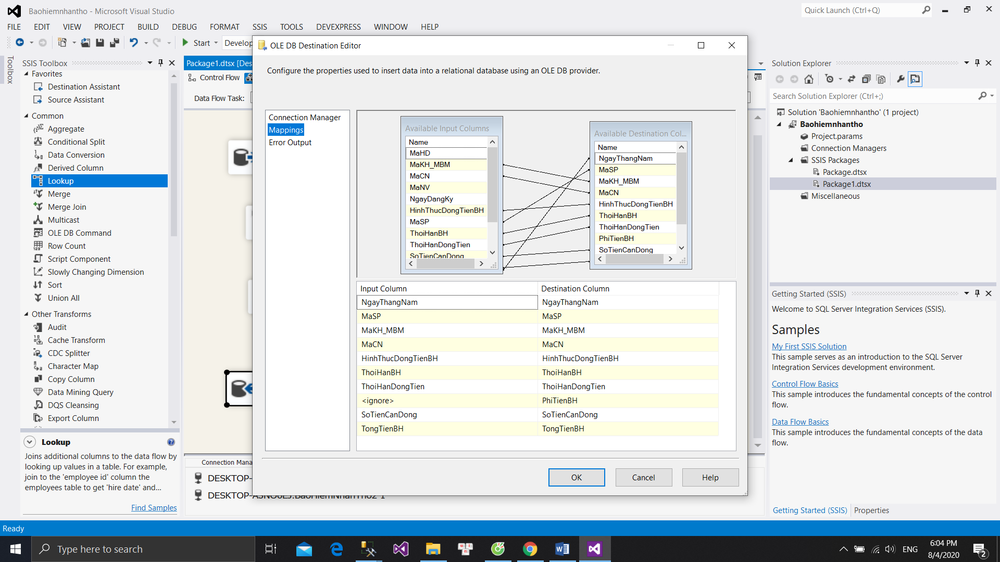 Baohiemnhantho - Microsoft Visual Studio
Quick Launch (Ctrl+Q)
FILE EDIT VIEW PROJECT BUILD DEBUG FORMAT SSIS TOOLS DEVEXPRESS WINDOW HELP
Start
Develop
Toolbox
SSIS Toolbox
Favorites
Destination Assistant
Source Assistant
Common
Aggregate
Conditional Split
Data Conversion
Derived Column
Lookup
Merge
Merge Join
Multicast
OLE DB Command
Row Count
Script Component
Slowly Changing Dimension
Sort
Union All
Other Transforms
Audit
Cache Transform
CDC Splitter
Character Map
Copy Column
Data Mining Query
DQS Cleansing
Export Column
Lookup
Joins additional columns to the data flow by
looking up values in a table. For example,
join to the 'employee id' column the
employees table to get 'hire date' and...
Find Samples
Package1.dtsx [Des
Control Flow
Data Flow Task:
Connection Mana
DESKTOP-
OLE DB Destination Editor
Configure the properties used to insert data into a relational database using an OLE DB provider.
Connection Manager
Mappings
Error Output
Available Input Columns
Name
MaHD
MaKH_MBM
MaCN
MaNV
NgayDangKy
HinhThucDongTienBH
MaSP
ThoiHanBH
ThoiHanDongTien
SoTienCanDong
Available Destination Col...
Name
NgayThangNam
MaSP
MaKH_MBM
MaCN
HinhThucDongTienBH
ThoiHanBH
ThoiHanDongTien
PhiTienBH
SoTienCanDong
Input Column Destination Column
NgayThangNam NgayThangNam
MaSP MaSP
MaKH_MBM MaKH_MBM
MaCN MaCN
HinhThucDongTienBH HinhThucDongTienBH
ThoiHanBH ThoiHanBH
ThoiHanDongTien ThoiHanDongTien
<ignore> PhiTienBH
SoTienCanDong SoTienCanDong
TongTienBH TongTienBH
OK Cancel Help
Solution Explorer
Search Solution Explorer (Ctrl+;)
Solution 'Baohiemnhantho' (1 project)
Baohiemnhantho
Project.params
Connection Managers
SSIS Packages
Package.dtsx
Package1.dtsx
Miscellaneous
Getting Started (SSIS)
Welcome to SQL Server Integration Services (SSIS).
Samples
My First SSIS Solution
This sample serves as an introduction to the SQL Server
Integration Services development environment.
Control Flow Basics
This sample introduces the fundamental concepts of the control
flow.
Data Flow Basics
This sample introduces the fundamental concepts of the data
flow.
Getting Started (SSIS) Properties
Ready
Type here to search
ENG
6:04 PM
8/4/2020
2